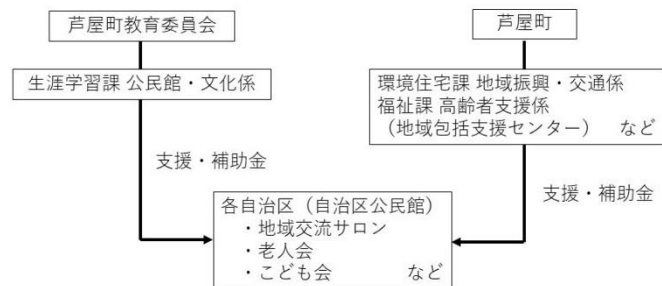 芦屋町教育委員会
芦屋町
生涯学習課 公民館・文化係
環境住宅課 地域振興・交通係
福祉課 高齢者支援係
（地域包括支援センター）　など
支援・補助金
支援・補助金
各自治区（自治区公民館）
・地域交流サロン
・老人会
・こども会　　　など